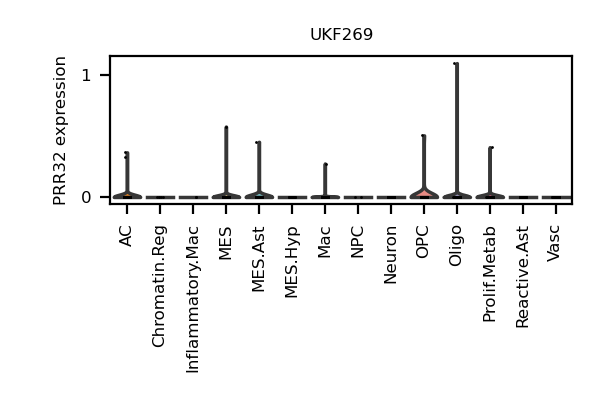 UKF269
PRR32 expression
1
0
AC
Chromatin.Reg
Inflammatory.Mac
MES
MES.Ast
MES.Hyp
Mac
NPC
Neuron
OPC
Oligo
Prolif.Metab
Reactive.Ast
Vasc